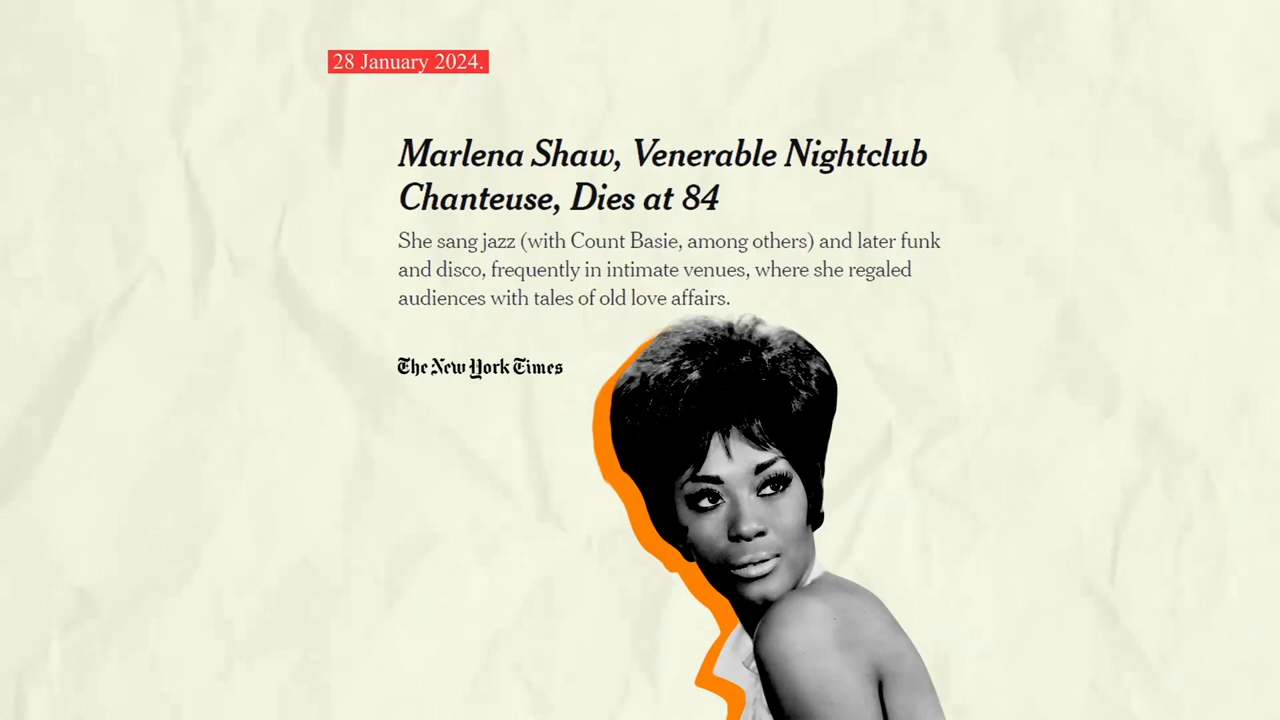 28 January 2024.
Marlena Shaw, Venerable Nightclub
Chanteuse, Dies at 84
She sang jazz (with Count Basie, among others) and later funk
and disco, frequently in intimate venues, where she regaled
audiences with tales of old love affairs.
The New York Times